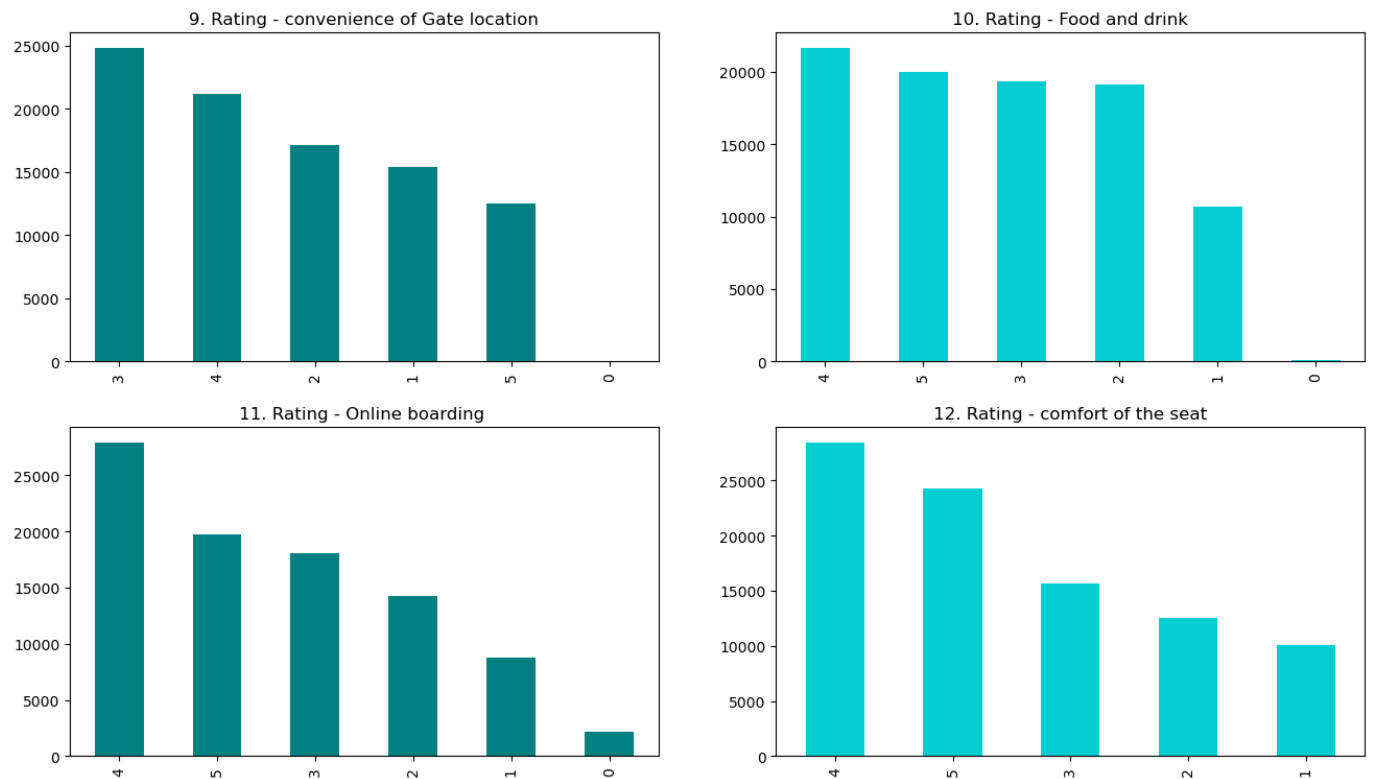 9. Rating - convenience of Gate location
25000
20000
15000
10000
5000
0
3 4 2 1 5 0
10. Rating - Food and drink
20000
15000
10000
5000
0
4 5 3 2 1 0
11. Rating - Online boarding
25000
20000
15000
10000
5000
0
4 5 3 2 1 0
12. Rating - comfort of the seat
25000
20000
15000
10000
5000
0
4 5 3 2 1